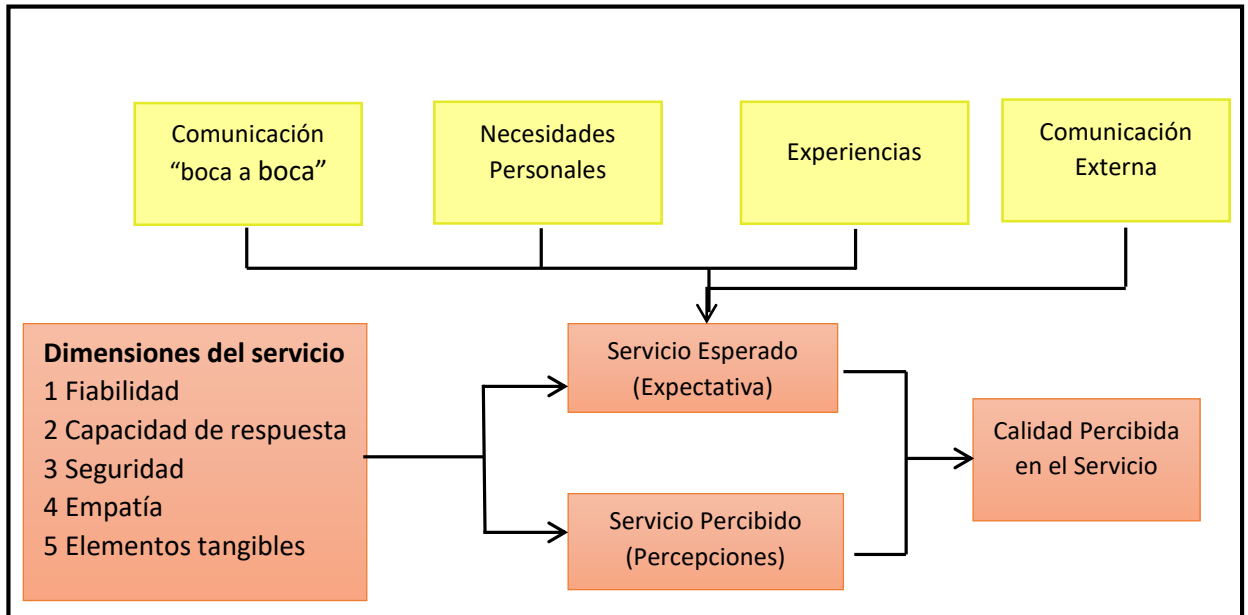 Comunicación
“boca a boca”
Necesidades
Personales
Experiencias
Comunicación
Externa
Dimensiones del servicio
1 Fiabilidad
2 Capacidad de respuesta
3 Seguridad
4 Empatía
5 Elementos tangibles
Servicio Esperado
(Expectativa)
Servicio Percibido
(Percepciones)
Calidad Percibida
en el Servicio